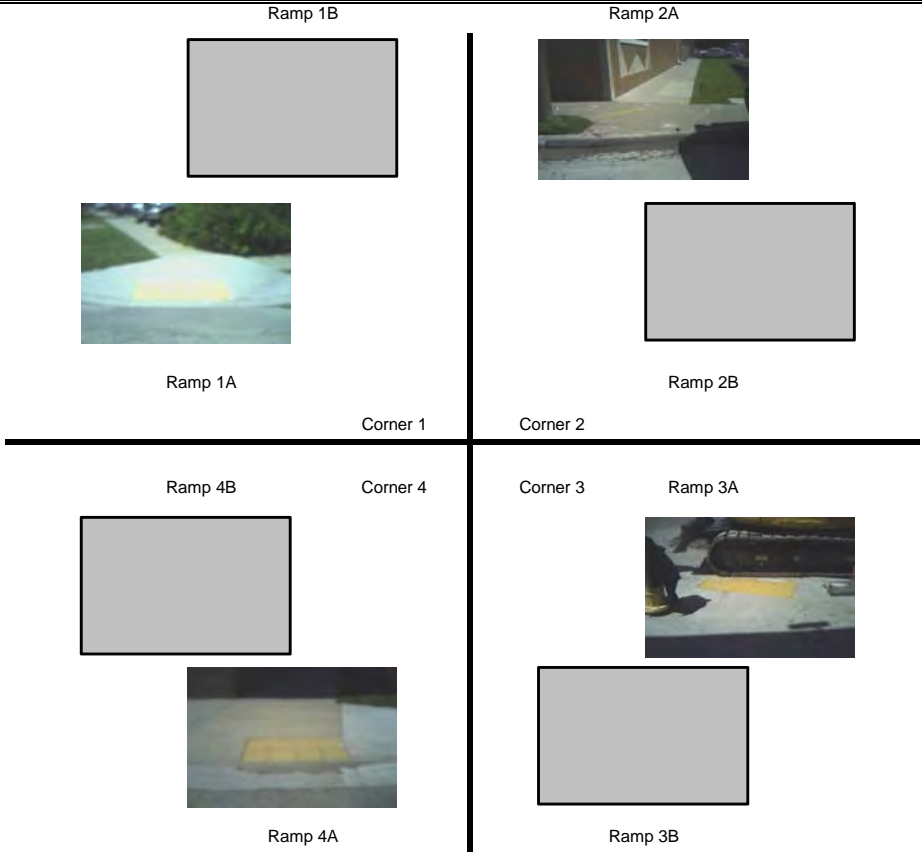 Ramp 1B
Ramp 2A
Ramp 1A
Ramp 2B
Corner 1
Corner 2
Ramp 4B
Corner 4
Corner 3
Ramp 3A
Ramp 4A
Ramp 3B